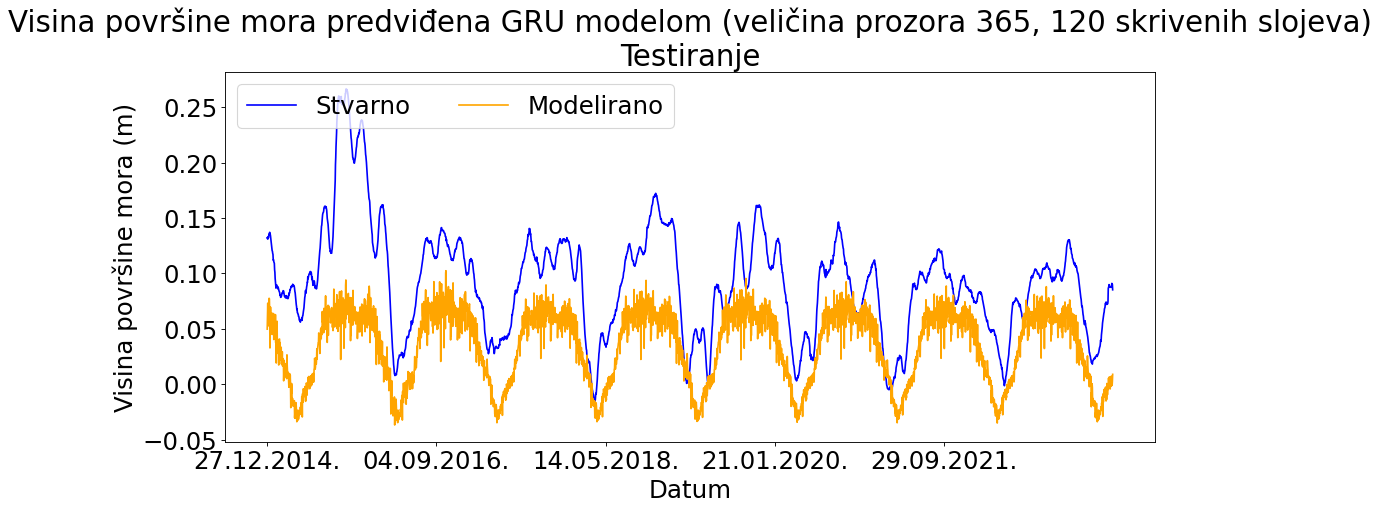 Visina površine mora predviđena GRU modelom (veličina prozora 365, 120 skrivenih slojeva)
Testiranje
Stvarno
Modelirano
Visina površine mora (m)
0.25
0.20
0.15
0.10
0.05
0.00
−0.05
27.12.2014.
04.09.2016.
14.05.2018.
21.01.2020.
29.09.2021.
Datum